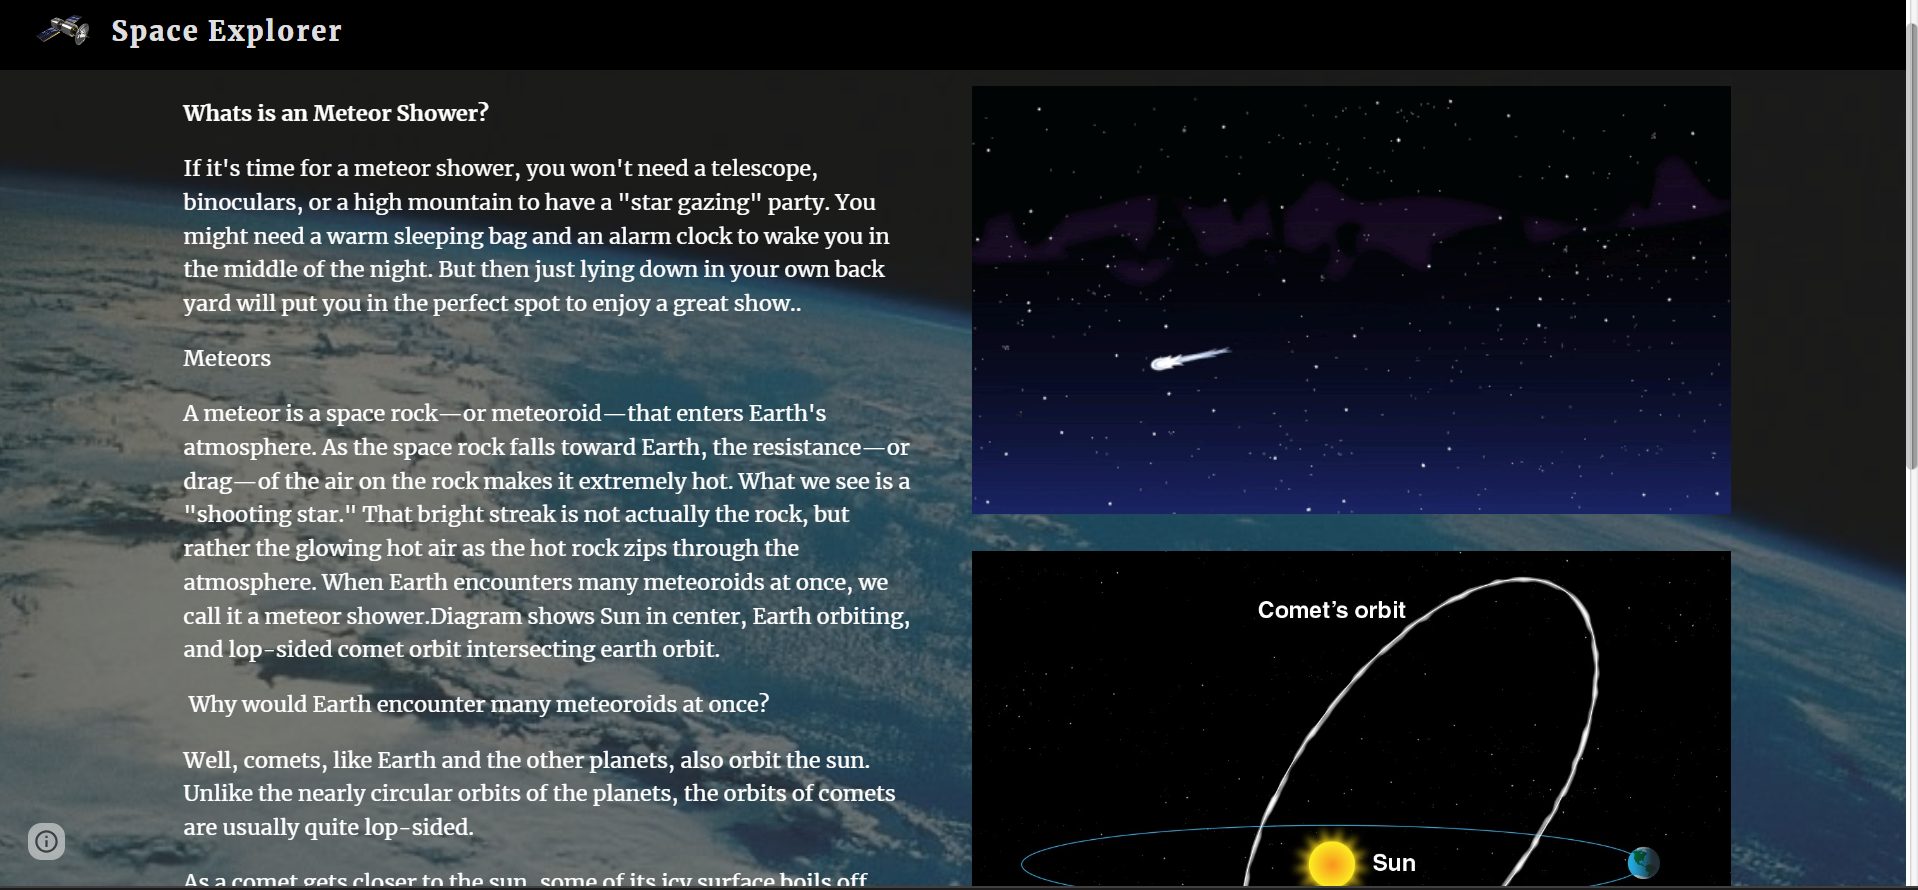 Space Explorer
Whats is an Meteor Shower?
If it's time for a meteor shower, you won't need a telescope,
binoculars, or a high mountain to have a "star gazing" party. You
might need a warm sleeping bag and an alarm clock to wake you in
the middle of the night. But then just lying down in your own back
yard will put you in the perfect spot to enjoy a great show..
Meteors
A meteor is a space rock—or meteoroid—that enters Earth's
atmosphere. As the space rock falls toward Earth, the resistance—or
drag—of the air on the rock makes it extremely hot. What we see is a
"shooting star." That bright streak is not actually the rock, but
rather the glowing hot air as the hot rock zips through the
atmosphere. When Earth encounters many meteoroids at once, we
call it a meteor shower.Diagram shows Sun in center, Earth orbiting,
and lop-sided comet orbit intersecting earth orbit.
Why would Earth encounter many meteoroids at once?
Well, comets, like Earth and the other planets, also orbit the sun.
Unlike the nearly circular orbits of the planets, the orbits of comets
are usually quite lop-sided.
As a comet gets closer to the sun, some of its icy surface boils off,
Comet's orbit
Sun